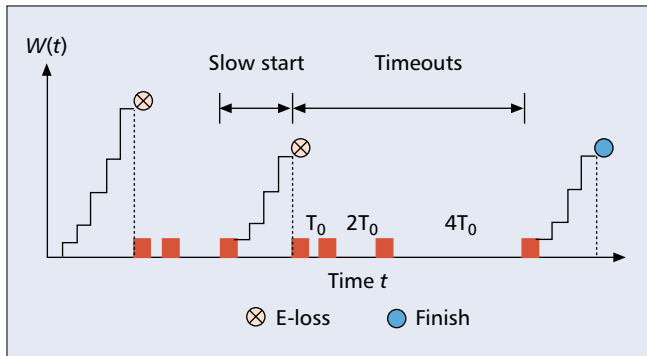 W(t)
Slow start
Timeouts
T0
2T0
4T0
Time t
E-loss
Finish